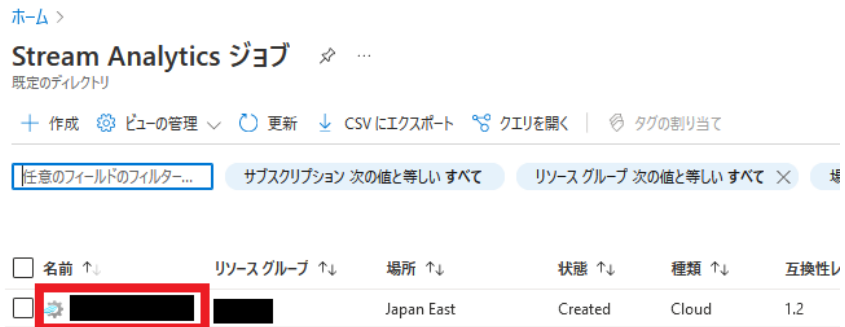 ホーム >
Stream Analytics ジョブ ...
既定のディレクトリ
+ 作成 ビューの管理 更新 CSV にエクスポート クエリを開く タグの割り当て
任意のフィールドのフィルター... サブスクリプション 次の値と等しい すべて リソース グループ 次の値と等しい すべて × 場
名前 ↑↓ リソース グループ ↑↓ 場所 ↑↓ 状態 ↑↓ 種類 ↑↓ 互換性レ
Japan East Created Cloud 1.2